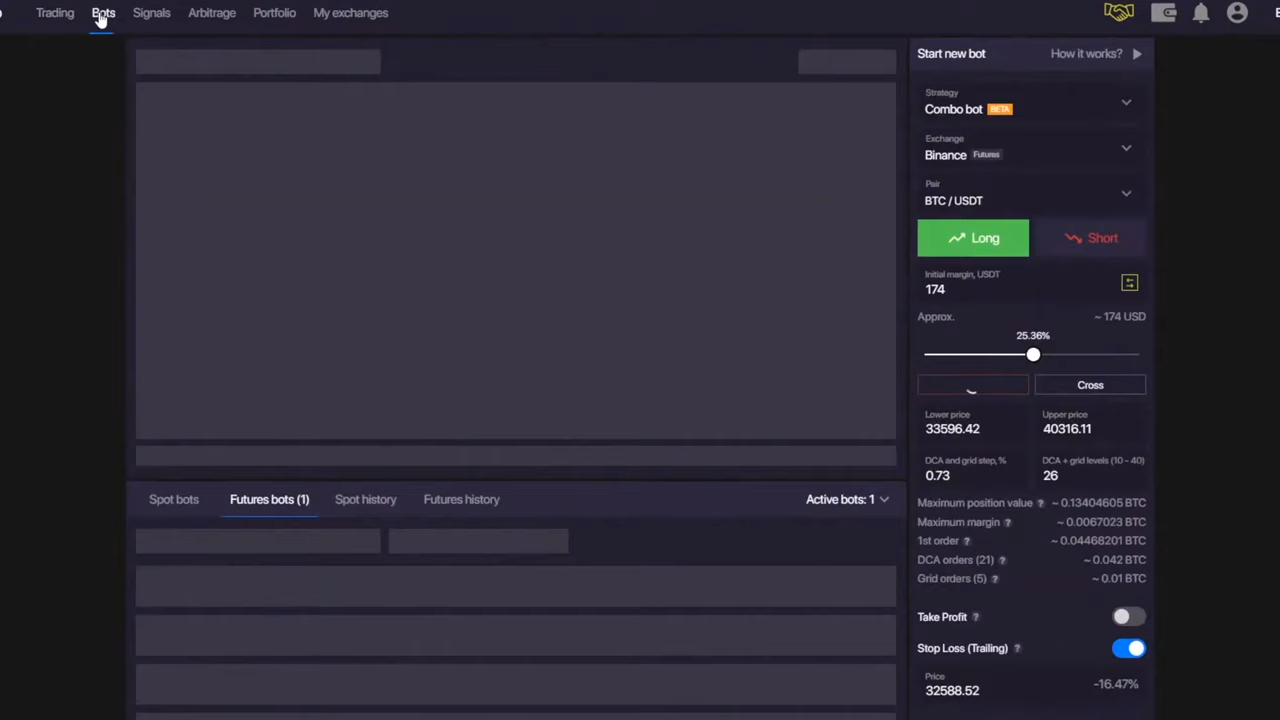 Trading Bots Signals Arbitrage Portfolio My exchanges
Start new bot How it works?
Strategy
Combo bot BETA
Exchange
Binance Futures
Pair
BTC / USDT
Long Short
Initial margin, USDT
174
Approx. ~ 174 USD
25.36%
Cross
Lower price Upper price
33596.42 40316.11
DCA and grid step, % DCA + grid levels (10 – 40)
0.73 26
Maximum position value ? ~ 0.13404605 BTC
Maximum margin ? ~ 0.0067023 BTC
1st order ? ~ 0.04468201 BTC
DCA orders (21) ? ~ 0.042 BTC
Grid orders (5) ? ~ 0.01 BTC
Take Profit ?
Stop Loss (Trailing) ?
Price
32588.52 -16.47%
Spot bots Futures bots (1) Spot history Futures history Active bots: 1